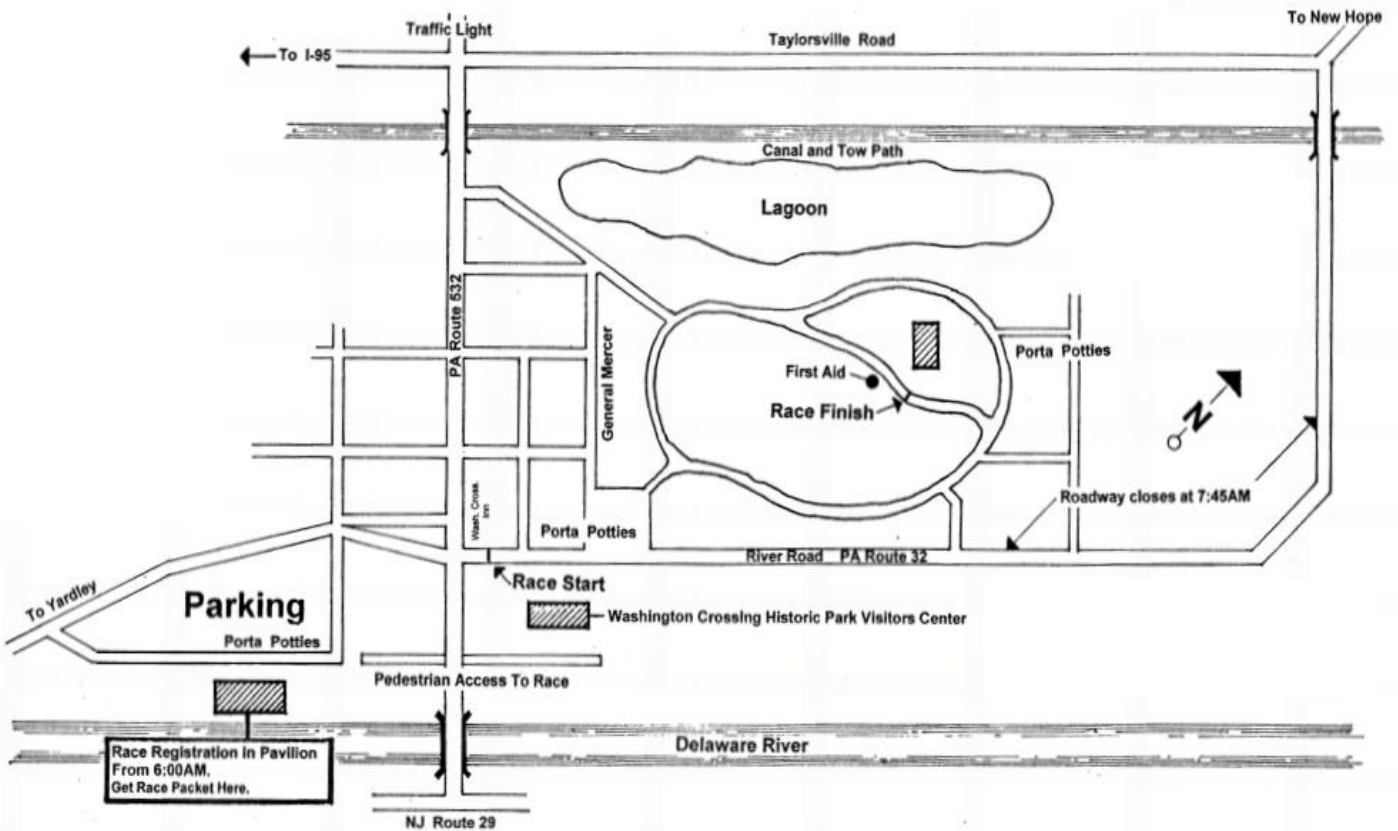 To New Hope
Traffic Light
Taylorsville Road
To I-95
Canal and Tow Path
Lagoon
PA Route 532
General Mercer
Porta Potties
First Aid
Race Finish
N
Roadway closes at 7:45AM
Wash. Cross.
Inn
Porta Potties
River Road PA Route 32
Race Start
To Yardley
Parking
Washington Crossing Historic Park Visitors Center
Porta Potties
Pedestrian Access To Race
Delaware River
Race Registration in Pavilion
From 6:00AM.
Get Race Packet Here.
NJ Route 29